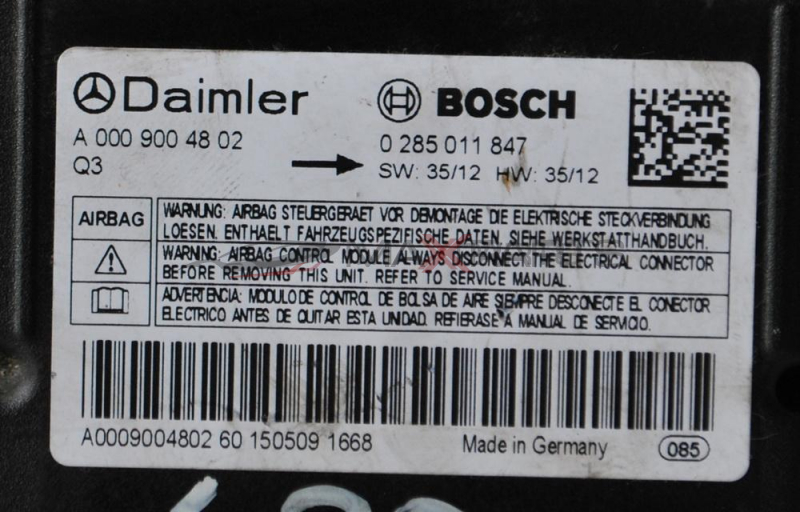 Daimler
BOSCH
A 000 900 48 02
0 285 011 847
Q3
SW: 35/12 HW: 35/12
AIRBAG
WARNUNG: AIRBAG STEUERGERAET VOR DEMONTAGE DIE ELEKTRISCHE STECKVERBINDUNG
LOESEN. ENTHAELT FAHRZEUGSPEZIFISCHE DATEN. SIEHE WERKSTATTHANDBUCH.
WARNING: AIRBAG CONTROL MODULE ALWAYS DISCONNECT THE ELECTRICAL CONNECTOR
BEFORE REMOVING THIS UNIT. REFER TO SERVICE MANUAL.
ADVERTENCIA: MODULO DE CONTROL DE BOLSA DE AIRE SIEMPRE DESCONECTE EL CONECTOR
ELECTRICO ANTES DE QUITAR ESTA UNIDAD. REFIERASE A MANUAL DE SERVICIO.
A0009004802 60 150509 1668
Made in Germany
085